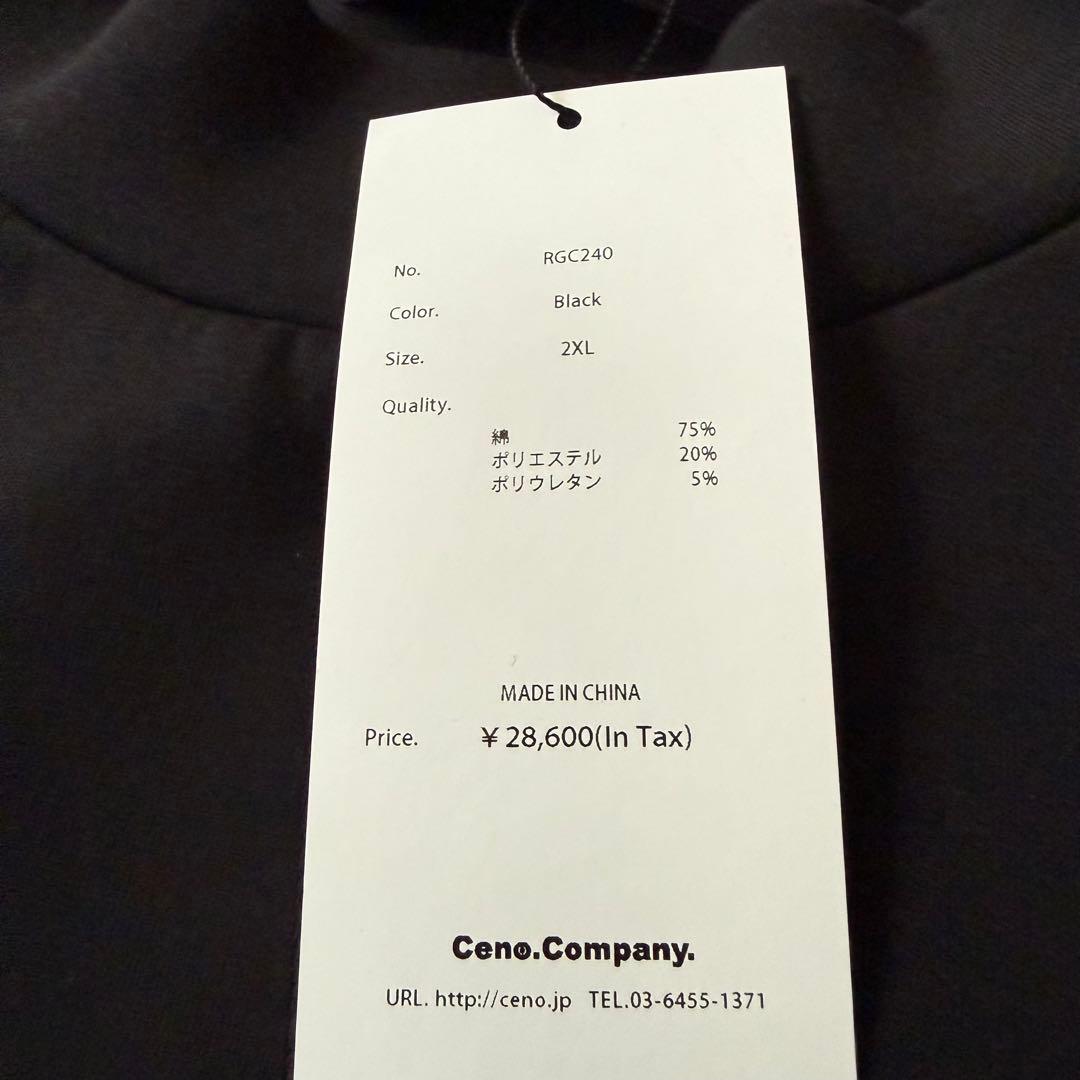 No. RGC240
Color. Black
Size. 2XL
Quality.
綿 75%
ポリエステル 20%
ポリウレタン 5%
MADE IN CHINA
Price. ¥28,600(In Tax)
Ceno.Company.
URL. http://ceno.jp TEL.03-6455-1371